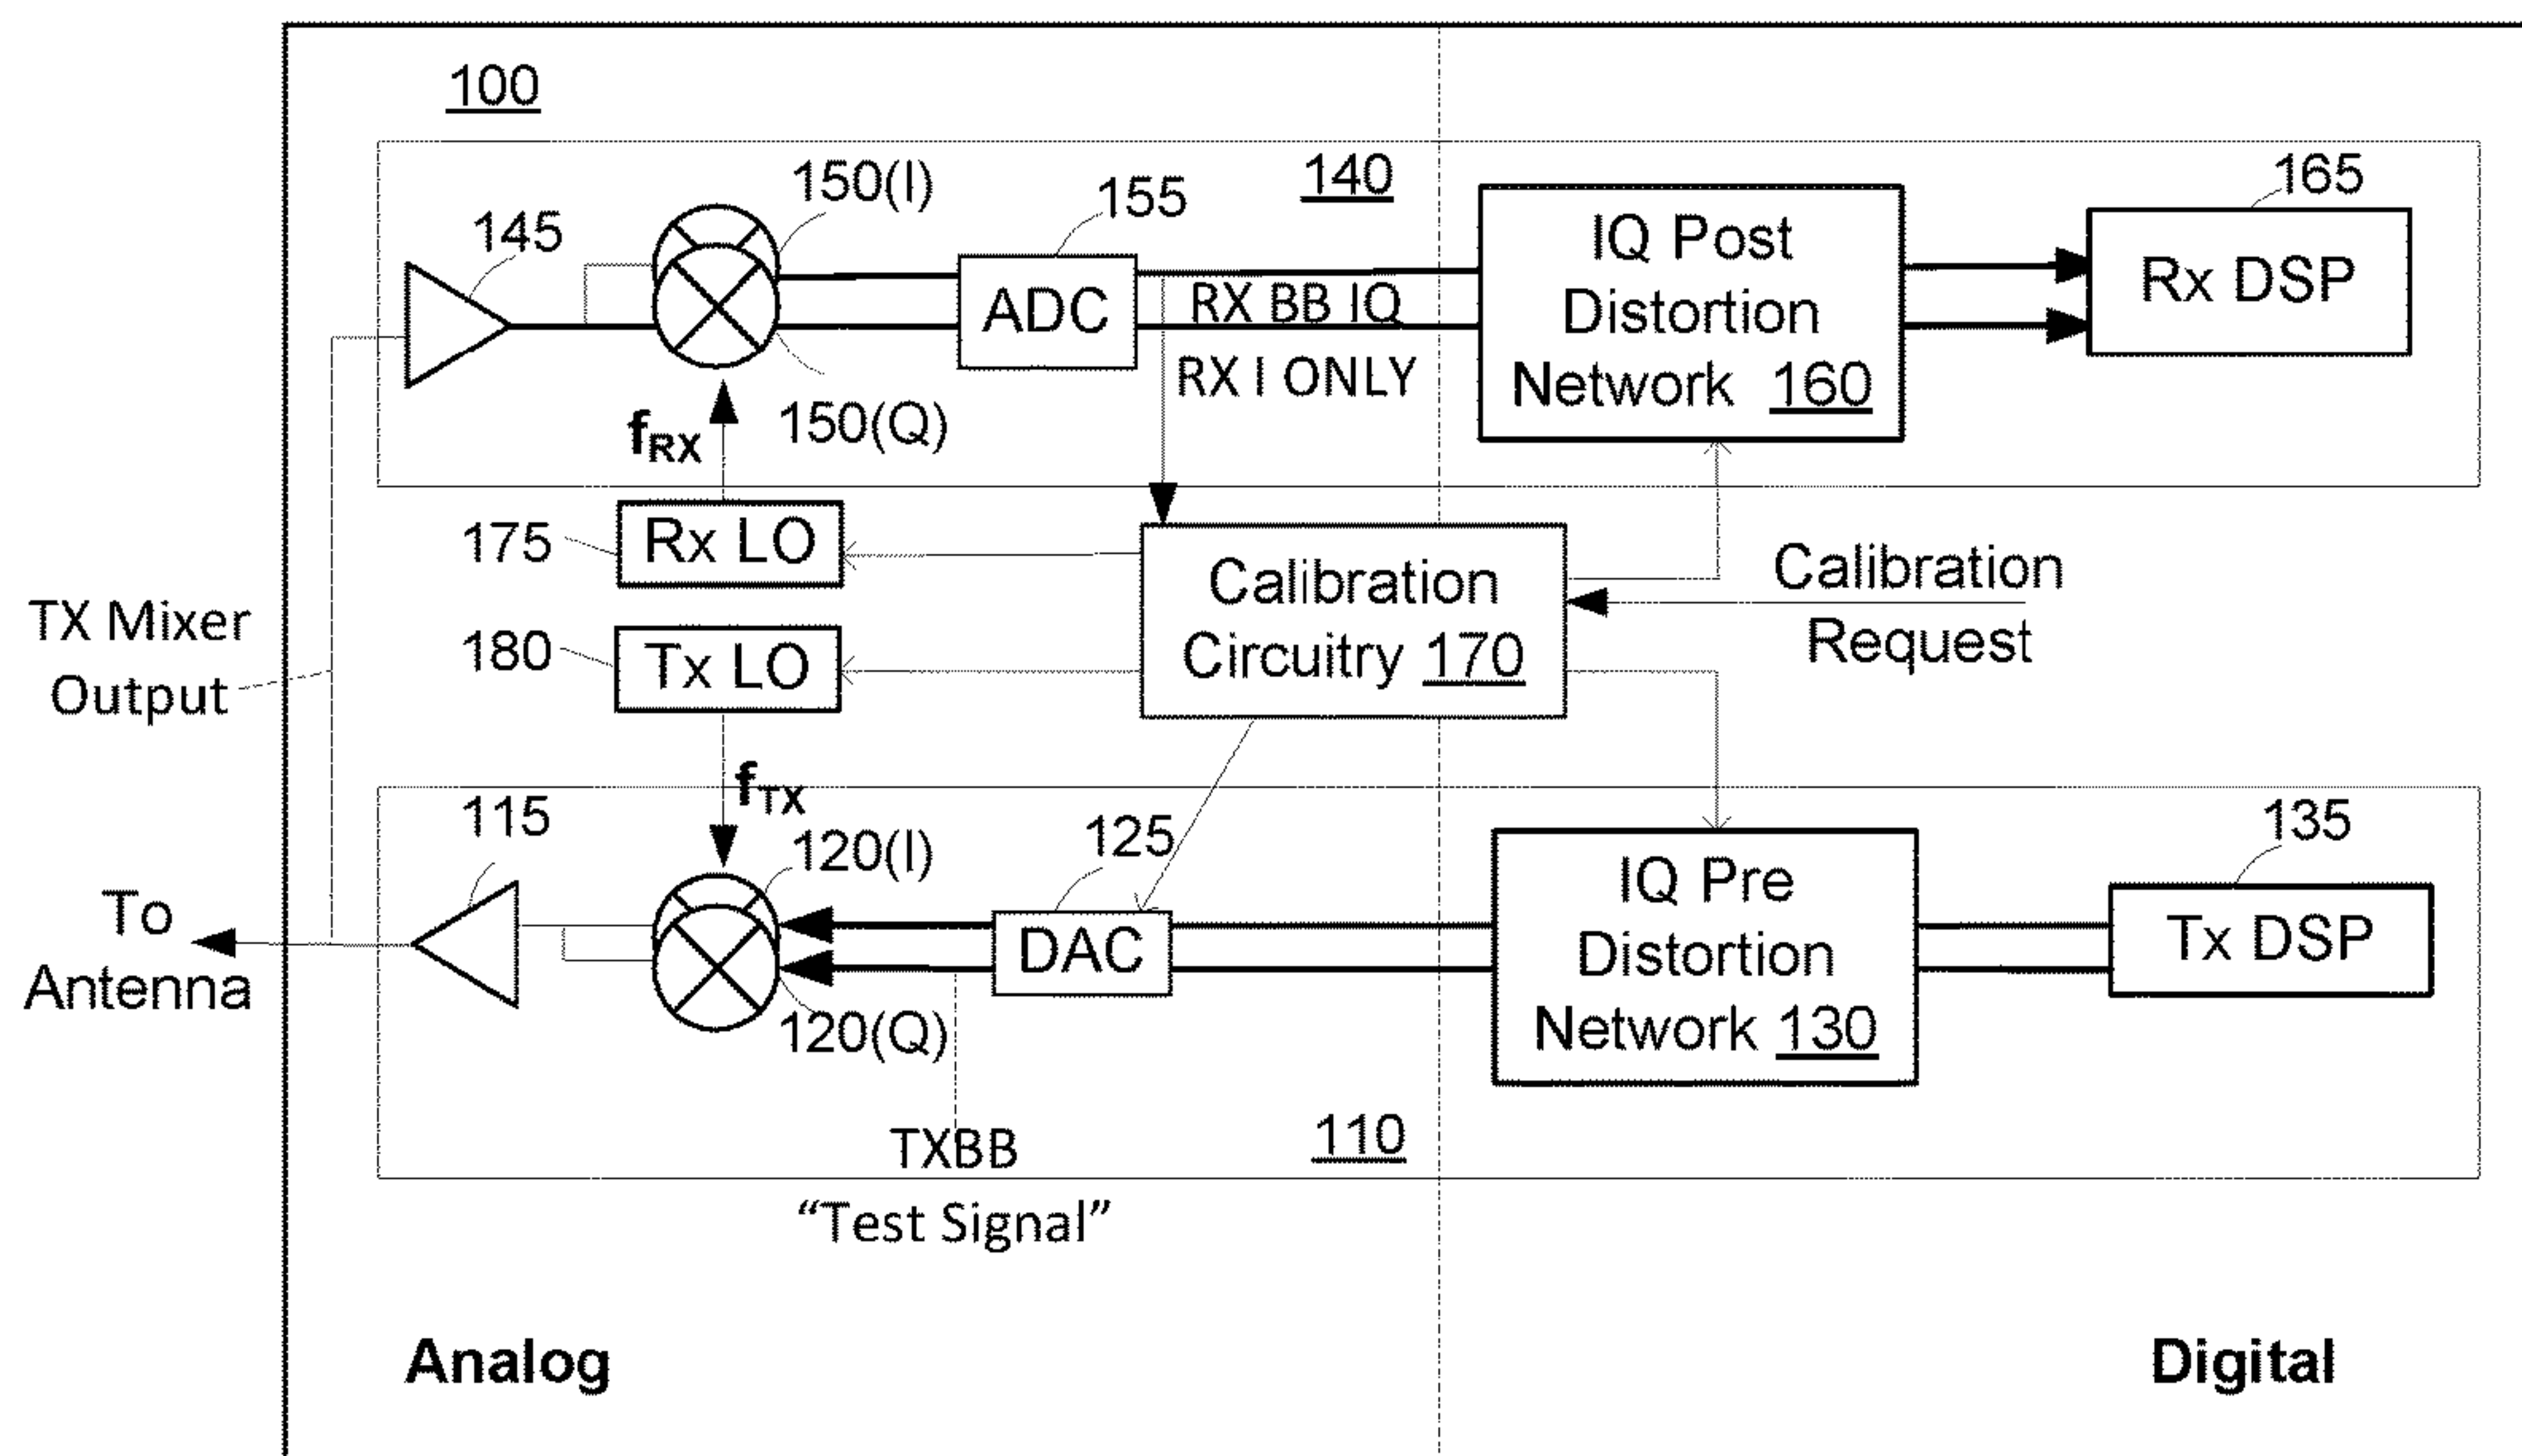 100
140
150(I)
155
165
145
IQ Post
Distortion
Network 160
Rx DSP
ADC
RX BB IQ
RX I ONLY
150(Q)
fRX
175
Rx LO
Calibration
Circuitry 170
Calibration
Request
TX Mixer
Output
180
Tx LO
fTX
115
120(I)
125
135
IQ Pre
Distortion
Network 130
Tx DSP
DAC
To
Antenna
120(Q)
TXBB
110
“Test Signal”
Analog
Digital